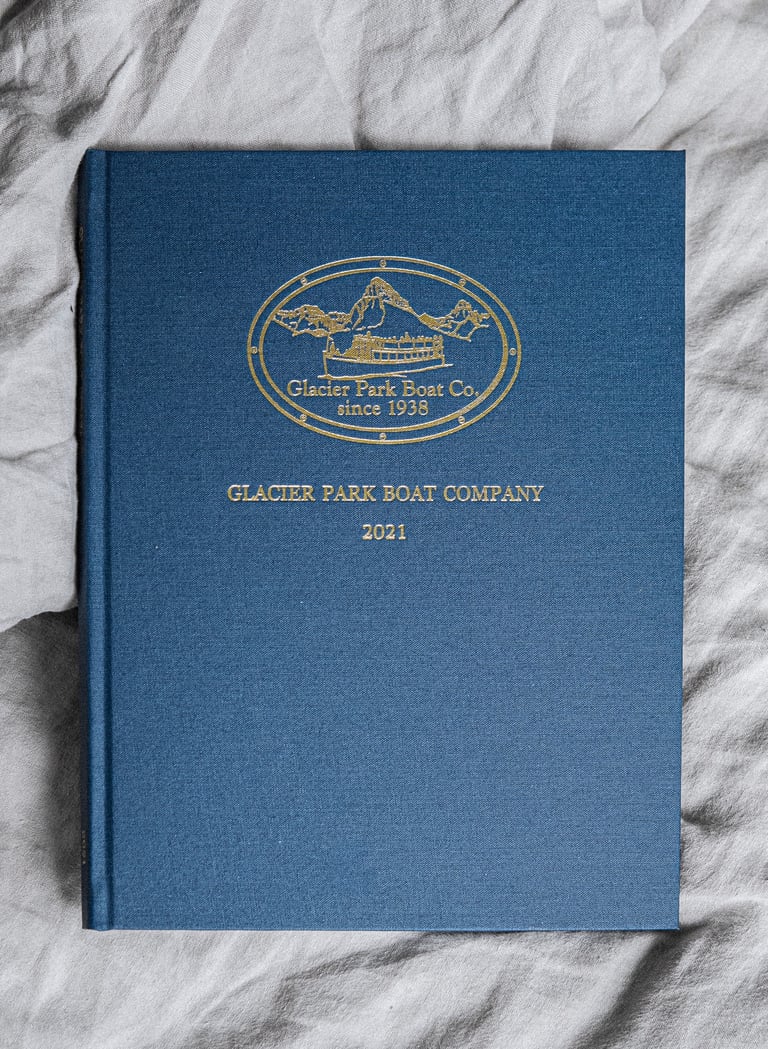 Glacier Park Boat Co.
since 1938
GLACIER PARK BOAT COMPANY
2021